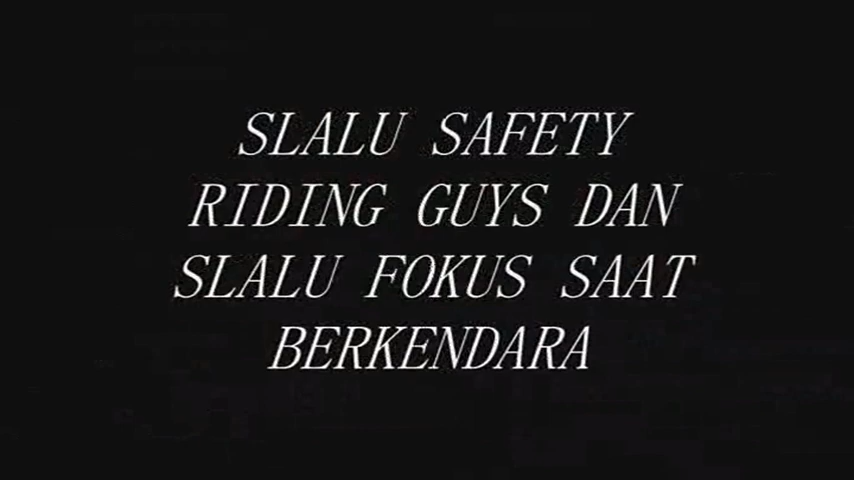 SLALU SAFETY
RIDING GUYS DAN
SLALU FOKUS SAAT
BERKENDARA